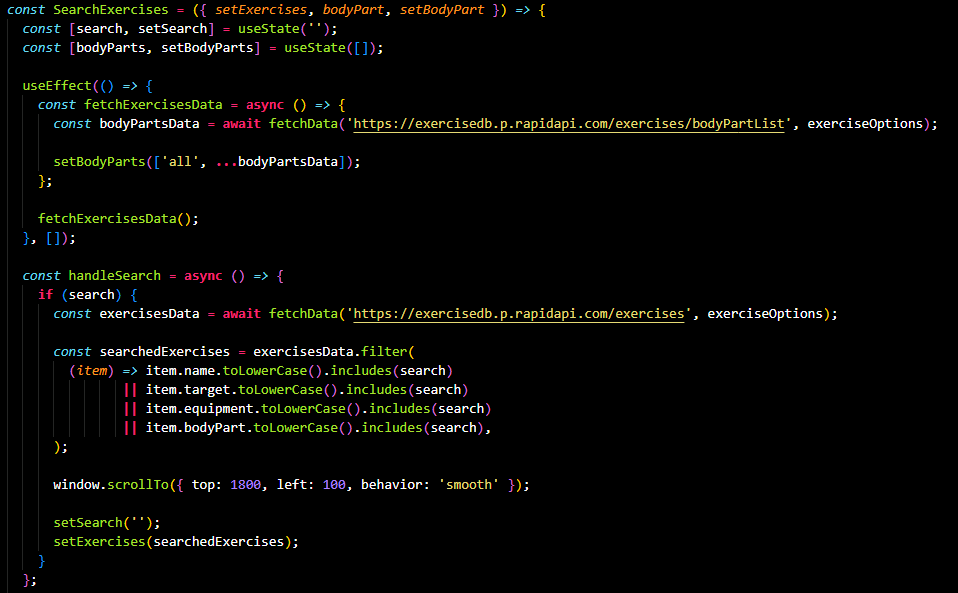 const SearchExercises = ({ setExercises, bodyPart, setBodyPart }) => {
  const [search, setSearch] = useState('');
  const [bodyParts, setBodyParts] = useState([]);

  useEffect(() => {
    const fetchExercisesData = async () => {
      const bodyPartsData = await fetchData('https://exercisedb.p.rapidapi.com/exercises/bodyPartList', exerciseOptions);

      setBodyParts(['all', ...bodyPartsData]);
    };

    fetchExercisesData();
  }, []);

  const handleSearch = async () => {
    if (search) {
      const exercisesData = await fetchData('https://exercisedb.p.rapidapi.com/exercises', exerciseOptions);

      const searchedExercises = exercisesData.filter(
        (item) => item.name.toLowerCase().includes(search)
               || item.target.toLowerCase().includes(search)
               || item.equipment.toLowerCase().includes(search)
               || item.bodyPart.toLowerCase().includes(search),
      );

      window.scrollTo({ top: 1800, left: 100, behavior: 'smooth' });

      setSearch('');
      setExercises(searchedExercises);
    }
  };